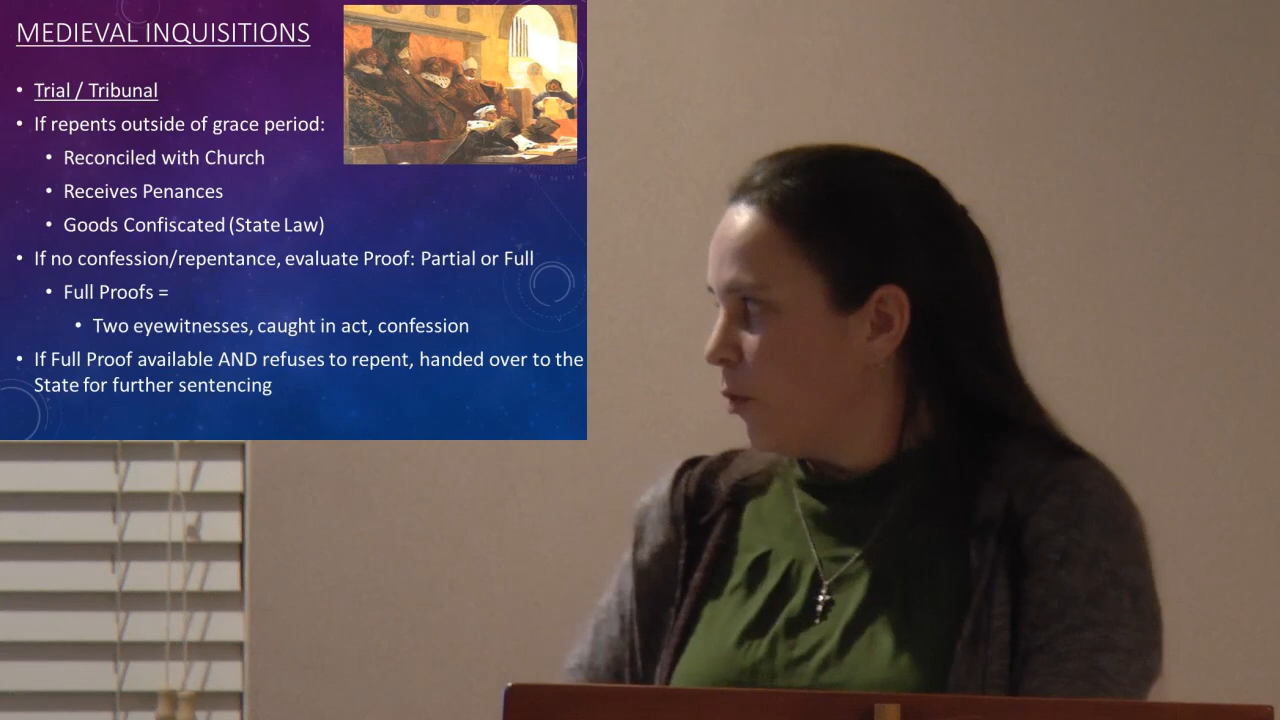 MEDIEVAL INQUISITIONS
• Trial / Tribunal
• If repents outside of grace period:
• Reconciled with Church
• Receives Penances
• Goods Confiscated (State Law)
• If no confession/repentance, evaluate Proof: Partial or Full
• Full Proofs =
• Two eyewitnesses, caught in act, confession
• If Full Proof available AND refuses to repent, handed over to the
State for further sentencing